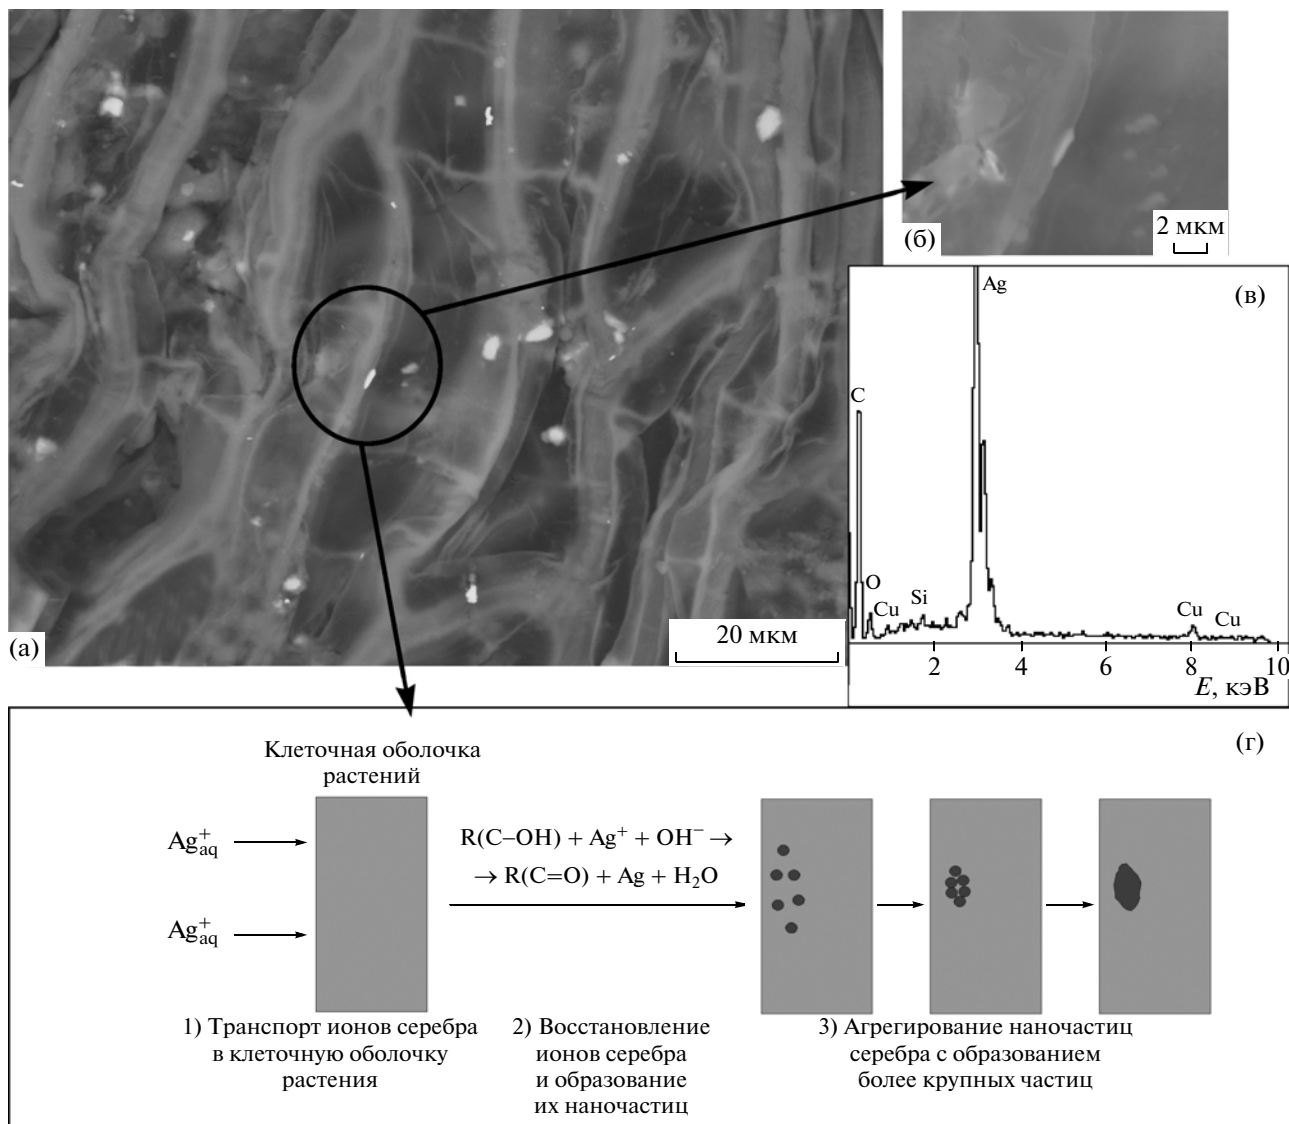 (а)
20 мкм
(б)
2 мкм
(в)
Ag
C
O
Cu
Si
Cu
Cu
2
4
6
8
10
E, кэВ
(г)
Клеточная оболочка
растений
Ag⁺aq
Ag⁺aq
R(C–OH) + Ag⁺ + OH⁻ →
→ R(C=O) + Ag + H₂O
1) Транспорт ионов серебра
в клеточную оболочку
растения
2) Восстановление
ионов серебра
и образование
их наночастиц
3) Агрегирование наночастиц
серебра с образованием
более крупных частиц